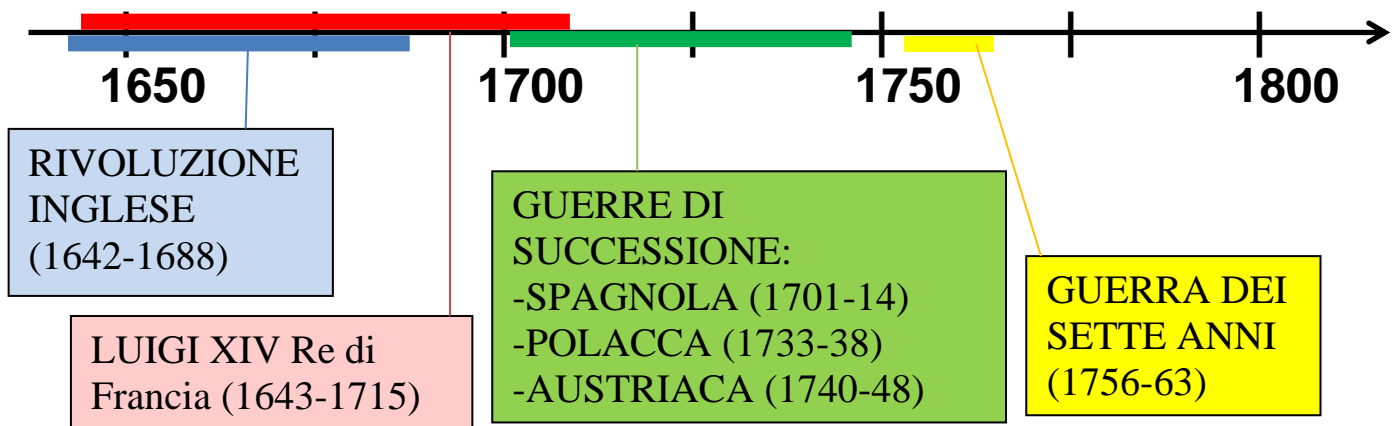 1650 1700 1750 1800
RIVOLUZIONE
INGLESE
(1642-1688)
LUIGI XIV Re di
Francia (1643-1715)
GUERRE DI
SUCCESSIONE:
-SPAGNOLA (1701-14)
-POLACCA (1733-38)
-AUSTRIACA (1740-48)
GUERRA DEI
SETTE ANNI
(1756-63)